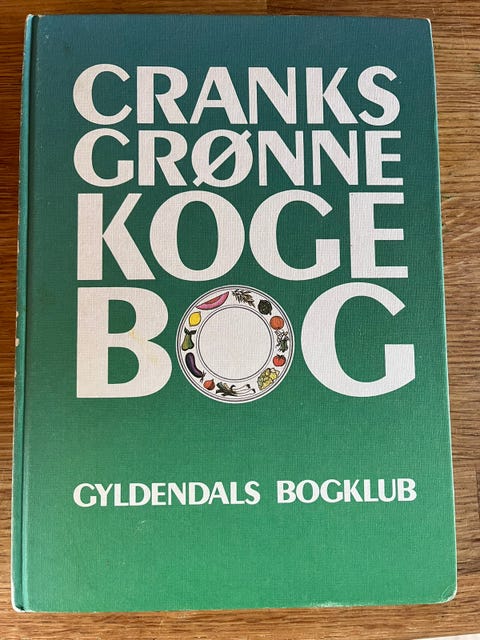 CRANKS
GRØNNE
KOGE
BOG
GYLDENDALS BOGKLUB